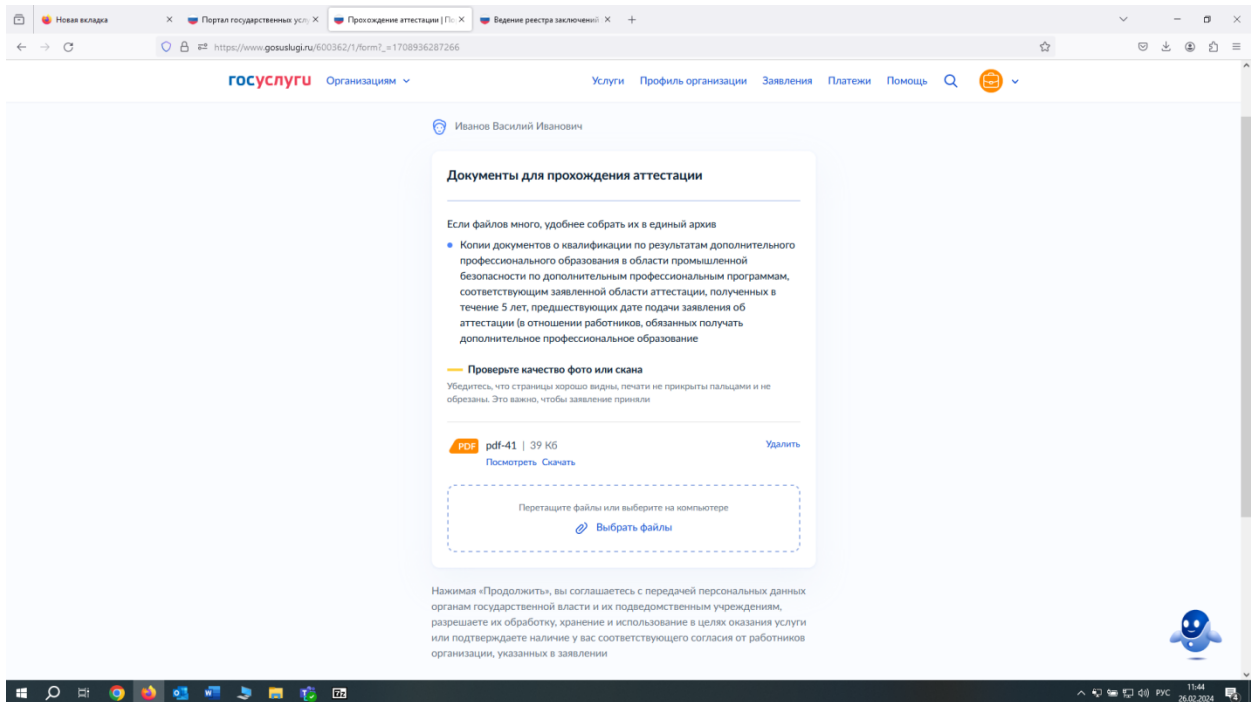 Новая вкладка
Портал государственных усл
Прохождение аттестации | По
Ведение реестра заключений
https://www.gosuslugi.ru/600362/1/form?_=1708936287266
госуслуги Организациям Услуги Профиль организации Заявления Платежи Помощь
Иванов Василий Иванович
Документы для прохождения аттестации
Если файлов много, удобнее собрать их в единый архив
Копии документов о квалификации по результатам дополнительного
профессионального образования в области промышленной
безопасности по дополнительным профессиональным программам,
соответствующим заявленной области аттестации, полученных в
течение 5 лет, предшествующих дате подачи заявления об
аттестации (в отношении работников, обязанных получать
дополнительное профессиональное образование
Проверьте качество фото или скана
Убедитесь, что страницы хорошо видны, печати не прикрыты пальцами и не
обрезаны. Это важно, чтобы заявление приняли
PDF pdf-41 | 39 Кб Удалить
Посмотреть Скачать
Перетащите файлы или выберите на компьютере
Выбрать файлы
Нажимая «Продолжить», вы соглашаетесь с передачей персональных данных
органам государственной власти и их подведомственным учреждениям,
разрешаете их обработку, хранение и использование в целях оказания услуги
или подтверждаете наличие у вас соответствующего согласия от работников
организации, указанных в заявлении
РУС 11:44
26.02.2024